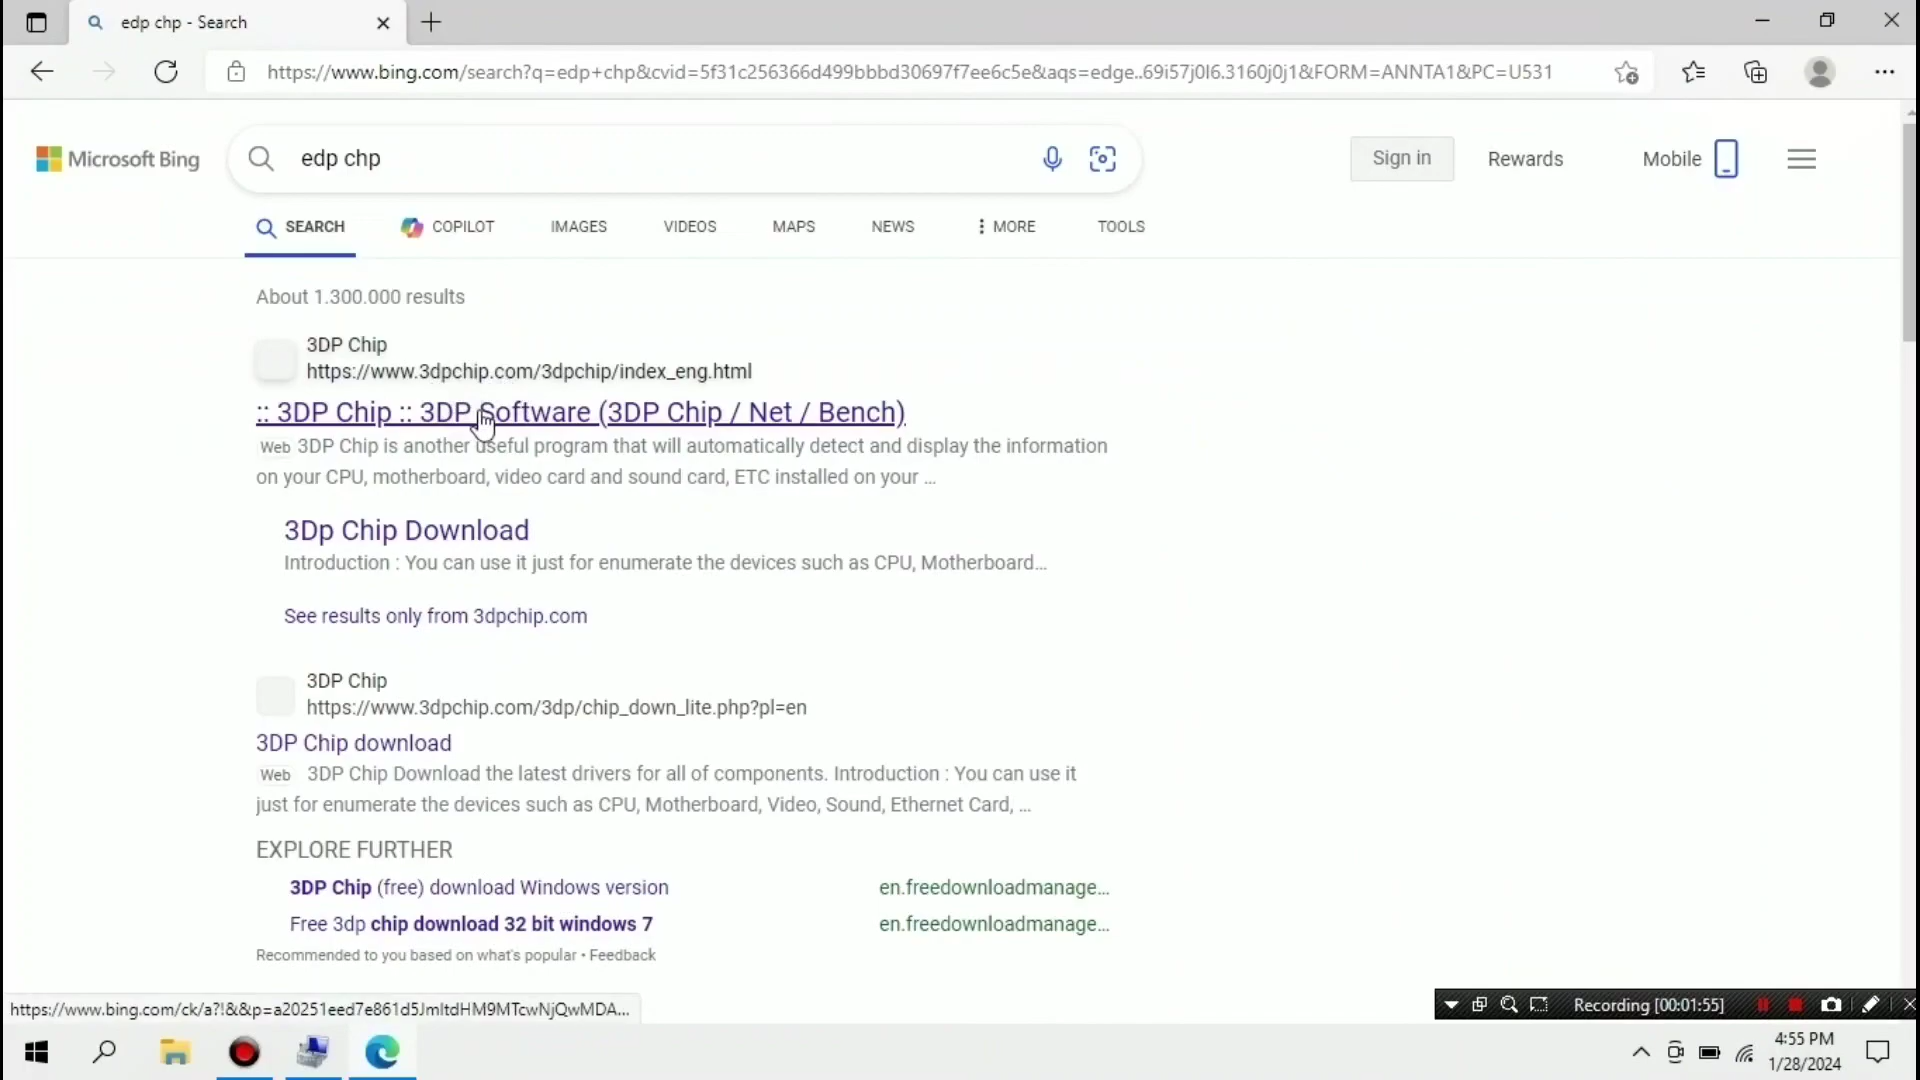 edp chp - Search
https://www.bing.com/search?q=edp+chp&cvid=5f31c256366d499bbbd30697f7ee6c5e&aqs=edge..69i57j0l6.3160j0j1&FORM=ANNTA1&PC=U531
Microsoft Bing
edp chp
Sign in
Rewards
Mobile
SEARCH
COPILOT
IMAGES
VIDEOS
MAPS
NEWS
MORE
TOOLS
About 1.300.000 results
3DP Chip
https://www.3dpchip.com/3dpchip/index_eng.html
:: 3DP Chip :: 3DP Software (3DP Chip / Net / Bench)
Web 3DP Chip is another useful program that will automatically detect and display the information
on your CPU, motherboard, video card and sound card, ETC installed on your ...
3Dp Chip Download
Introduction : You can use it just for enumerate the devices such as CPU, Motherboard...
See results only from 3dpchip.com
3DP Chip
https://www.3dpchip.com/3dp/chip_down_lite.php?pl=en
3DP Chip download
Web 3DP Chip Download the latest drivers for all of components. Introduction : You can use it
just for enumerate the devices such as CPU, Motherboard, Video, Sound, Ethernet Card, ...
EXPLORE FURTHER
3DP Chip (free) download Windows version
en.freedownloadmanage...
Free 3dp chip download 32 bit windows 7
en.freedownloadmanage...
Recommended to you based on what's popular • Feedback
https://www.bing.com/ck/a?!&&p=a20251eed7e861d5JmltdHM9MTcwNjQwMDA...
Recording [00:01:55]
4:55 PM
1/28/2024